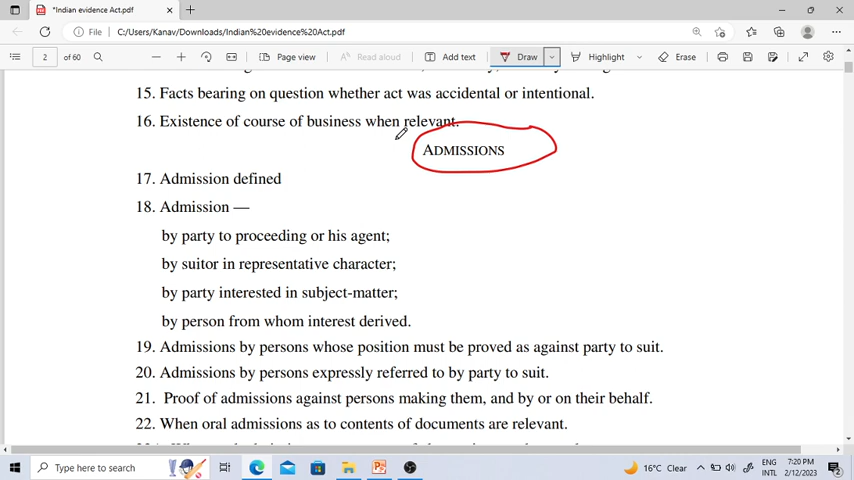 *Indian evidence Act.pdf
File
C:/Users/Kanav/Downloads/Indian%20evidence%20Act.pdf
2 of 60
Page view
Read aloud
Add text
Draw
Highlight
Erase
15. Facts bearing on question whether act was accidental or intentional.
16. Existence of course of business when relevant.
ADMISSIONS
17. Admission defined
18. Admission —
by party to proceeding or his agent;
by suitor in representative character;
by party interested in subject-matter;
by person from whom interest derived.
19. Admissions by persons whose position must be proved as against party to suit.
20. Admissions by persons expressly referred to by party to suit.
21. Proof of admissions against persons making them, and by or on their behalf.
22. When oral admissions as to contents of documents are relevant.
Type here to search
16°C Clear
ENG
INTL
7:20 PM
2/12/2023
2